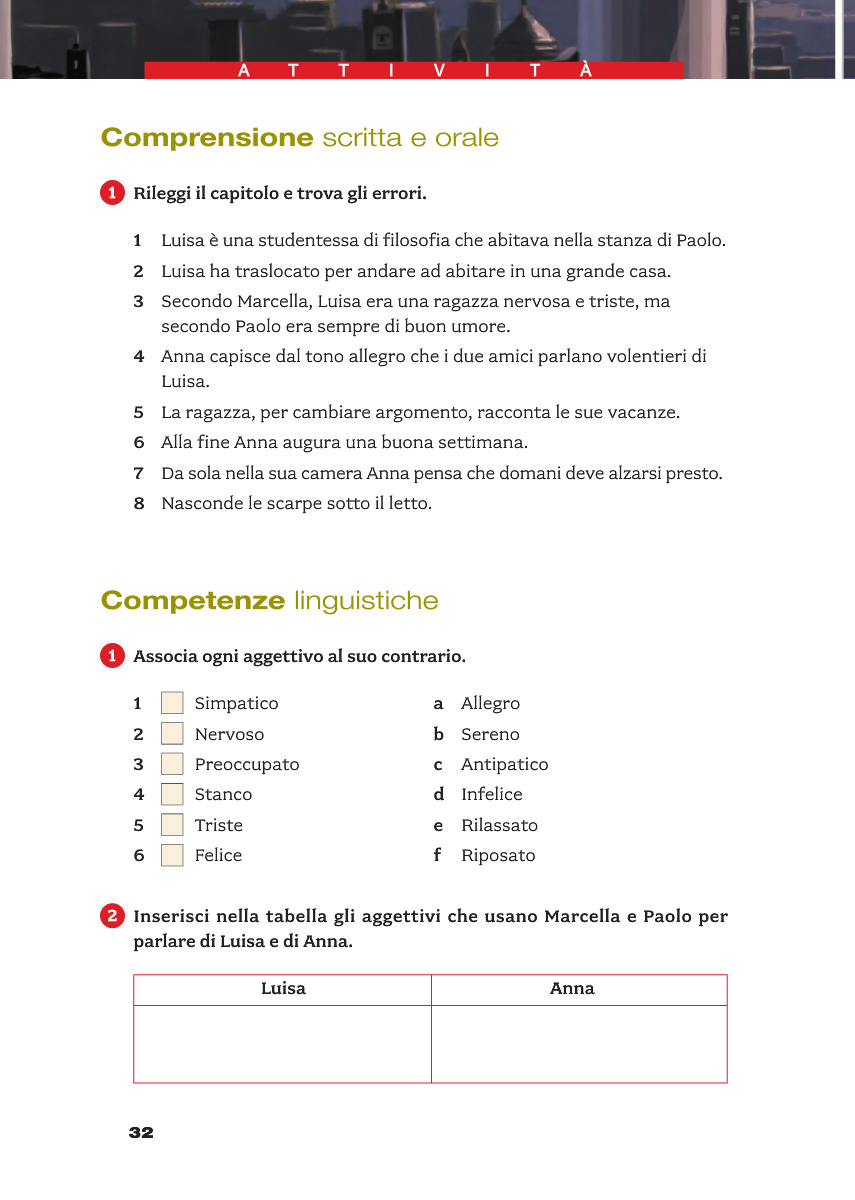 ATTIVITÀ
Comprensione scritta e orale
1 Rileggi il capitolo e trova gli errori.
1 Luisa è una studentessa di filosofia che abitava nella stanza di Paolo.
2 Luisa ha traslocato per andare ad abitare in una grande casa.
3 Secondo Marcella, Luisa era una ragazza nervosa e triste, ma
secondo Paolo era sempre di buon umore.
4 Anna capisce dal tono allegro che i due amici parlano volentieri di
Luisa.
5 La ragazza, per cambiare argomento, racconta le sue vacanze.
6 Alla fine Anna augura una buona settimana.
7 Da sola nella sua camera Anna pensa che domani deve alzarsi presto.
8 Nasconde le scarpe sotto il letto.
Competenze linguistiche
1 Associa ogni aggettivo al suo contrario.
1 Simpatico a Allegro
2 Nervoso b Sereno
3 Preoccupato c Antipatico
4 Stanco d Infelice
5 Triste e Rilassato
6 Felice f Riposato
2 Inserisci nella tabella gli aggettivi che usano Marcella e Paolo per
parlare di Luisa e di Anna.
Luisa Anna
32